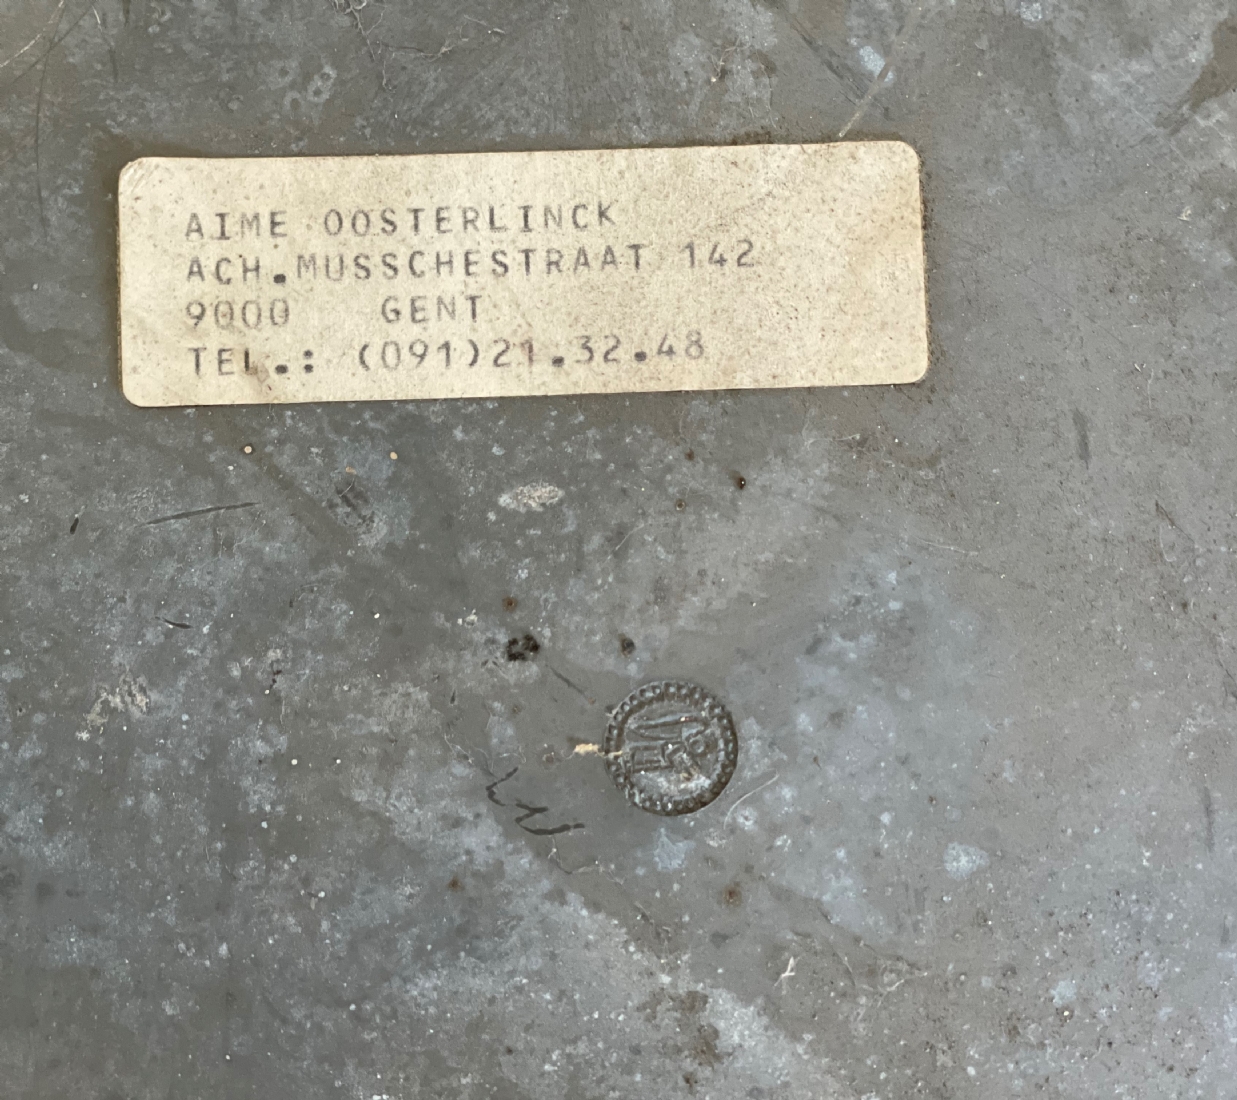 AIME OOSTERLINCK
ACH.MUSSCHESTRAAT 142
9000 GENT
TEL.: (091)21.32.48